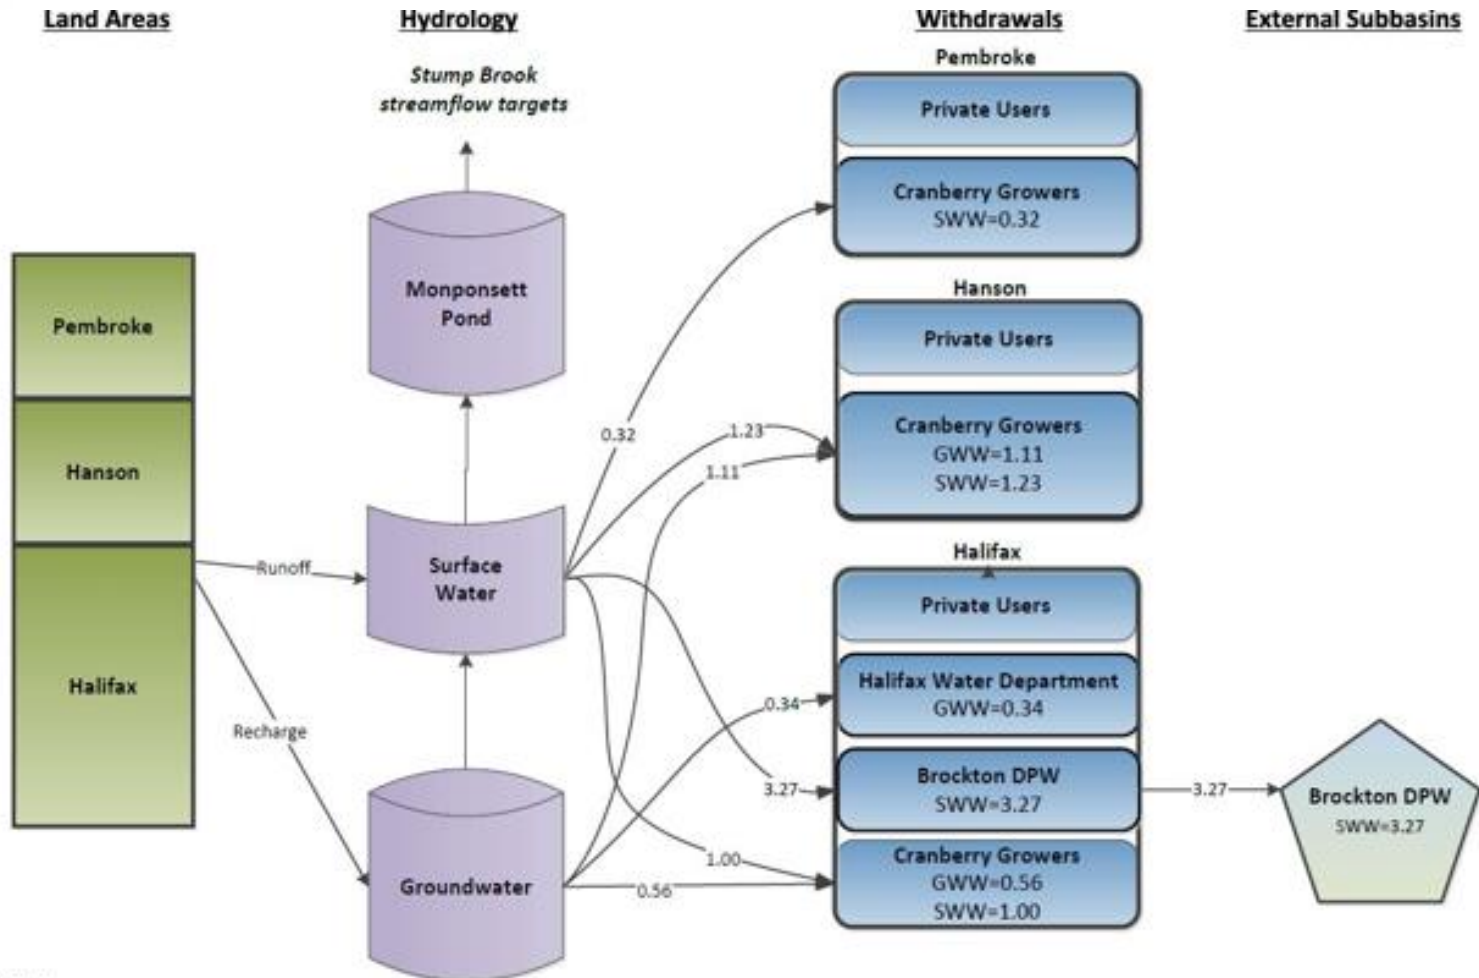 Land Areas
Hydrology
Withdrawals
External Subbasins
Stump Brook
streamflow targets
Pembroke
Hanson
Halifax
Runoff
Recharge
Monponsett
Pond
Surface
Water
Groundwater
0.32
1.23
1.11
0.34
3.27
1.00
0.56
Pembroke
Private Users
Cranberry Growers
SWW=0.32
Hanson
Private Users
Cranberry Growers
GWW=1.11
SWW=1.23
Halifax
Private Users
Halifax Water Department
GWW=0.34
Brockton DPW
SWW=3.27
Cranberry Growers
GWW=0.56
SWW=1.00
3.27
Brockton DPW
SWW=3.27